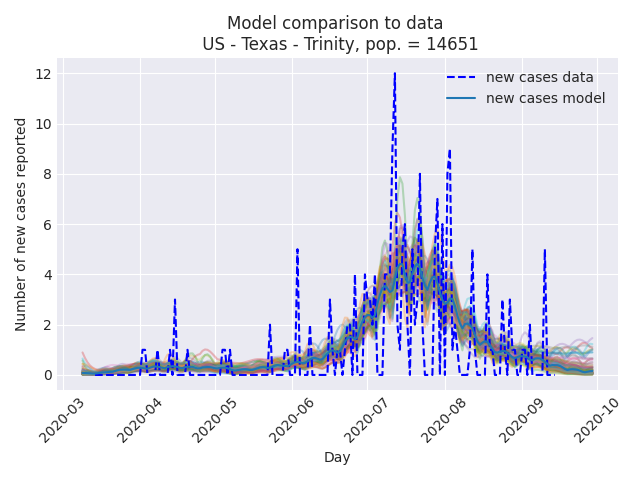 Model comparison to data
US - Texas - Trinity, pop. = 14651
new cases data
new cases model
Number of new cases reported
12
10
8
6
4
2
0
2020-03
2020-04
2020-05
2020-06
2020-07
2020-08
2020-09
2020-10
Day